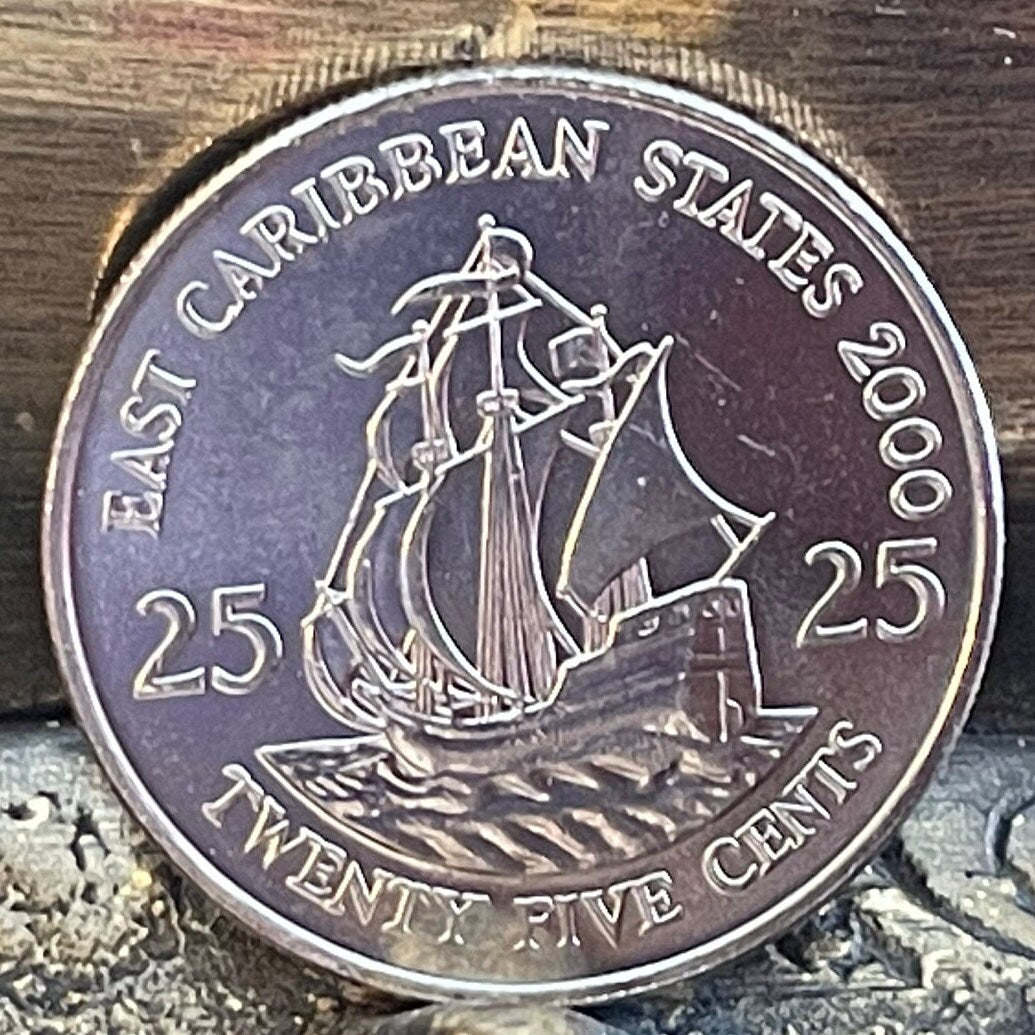 EAST CARIBBEAN STATES 2000
25 25
TWENTY FIVE CENTS